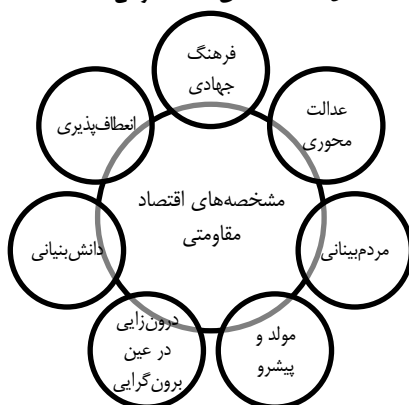 فرهنگ
جهادی
عدالت
محوری
مردم‌بینانی
مولد و
پیشرو
درون‌زایی
در عین
برون‌گرایی
دانش‌بنیانی
انعطاف‌پذیری
مشخصه‌های اقتصاد
مقاومتی